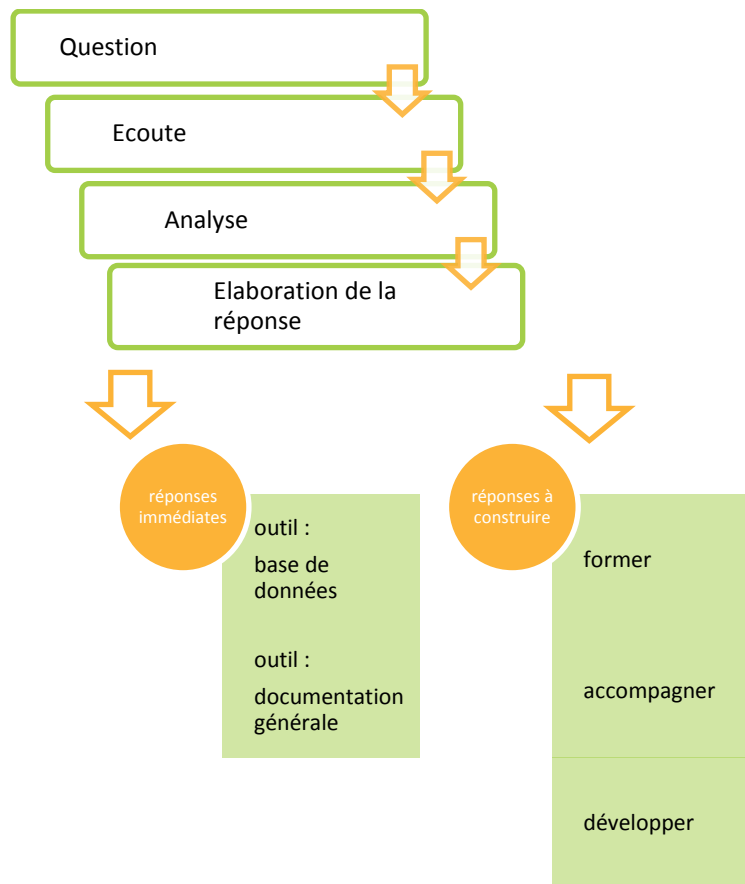 Question
Ecoute
Analyse
Elaboration de la
réponse
réponses
immédiates
outil :
base de
données
outil :
documentation
générale
réponses à
construire
former
accompagner
développer